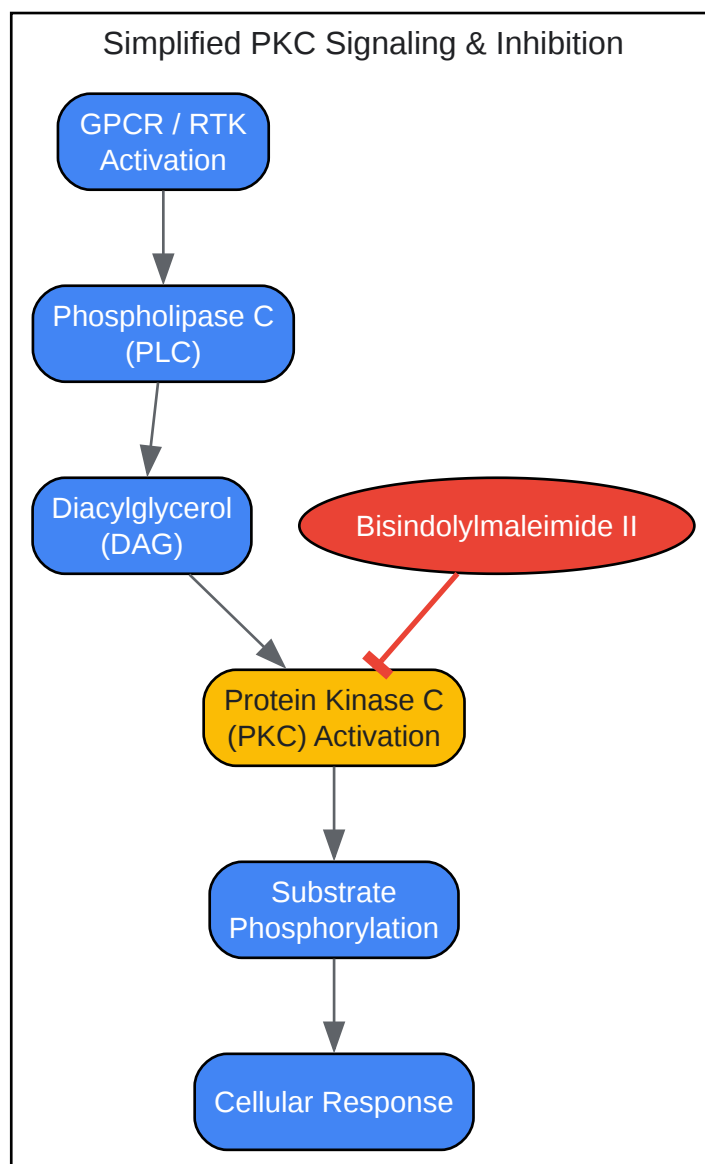 Simplified PKC Signaling & Inhibition
GPCR / RTK
Activation
Phospholipase C
(PLC)
Diacylglycerol
(DAG)
Bisindolylmaleimide II
Protein Kinase C
(PKC) Activation
Substrate
Phosphorylation
Cellular Response